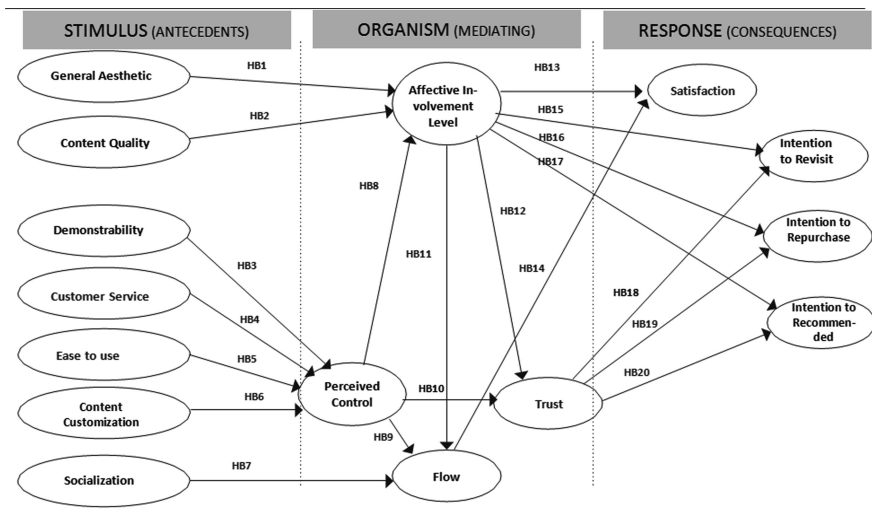 STIMULUS (ANTECEDENTS)
ORGANISM (MEDIATING)
RESPONSE (CONSEQUENCES)
General Aesthetic
HB1
Affective In-
volvement
Level
HB13
Satisfaction
Content Quality
HB2
HB15
HB16
HB17
Intention
to Revisit
HB8
HB12
Demonstrability
HB3
HB11
HB14
Intention to
Repurchase
Customer Service
HB4
HB18
HB19
Intention to
Recommen-
ded
Ease to use
HB5
HB20
Perceived
Control
HB10
Trust
Content
Customization
HB6
HB9
Socialization
HB7
Flow